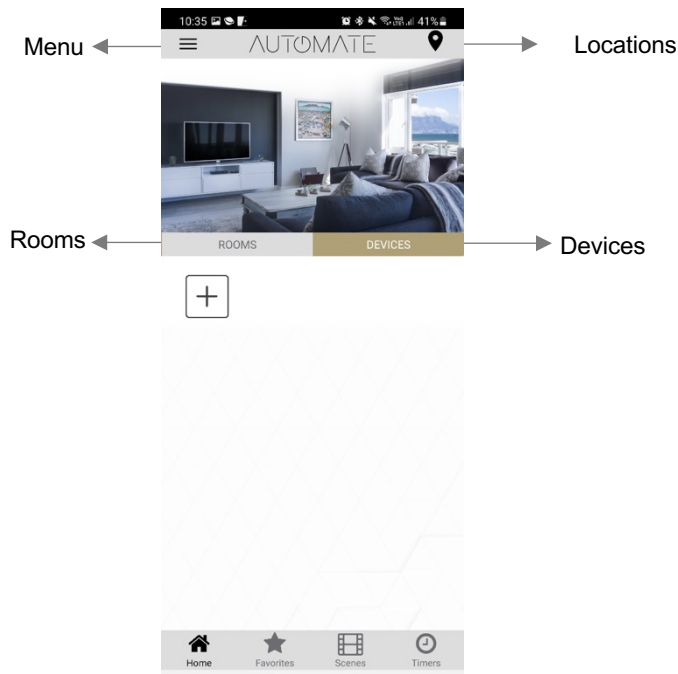 10:35 41%
Menu AUTOMATE Locations
Rooms ROOMS DEVICES Devices
Home Favorites Scenes Timers